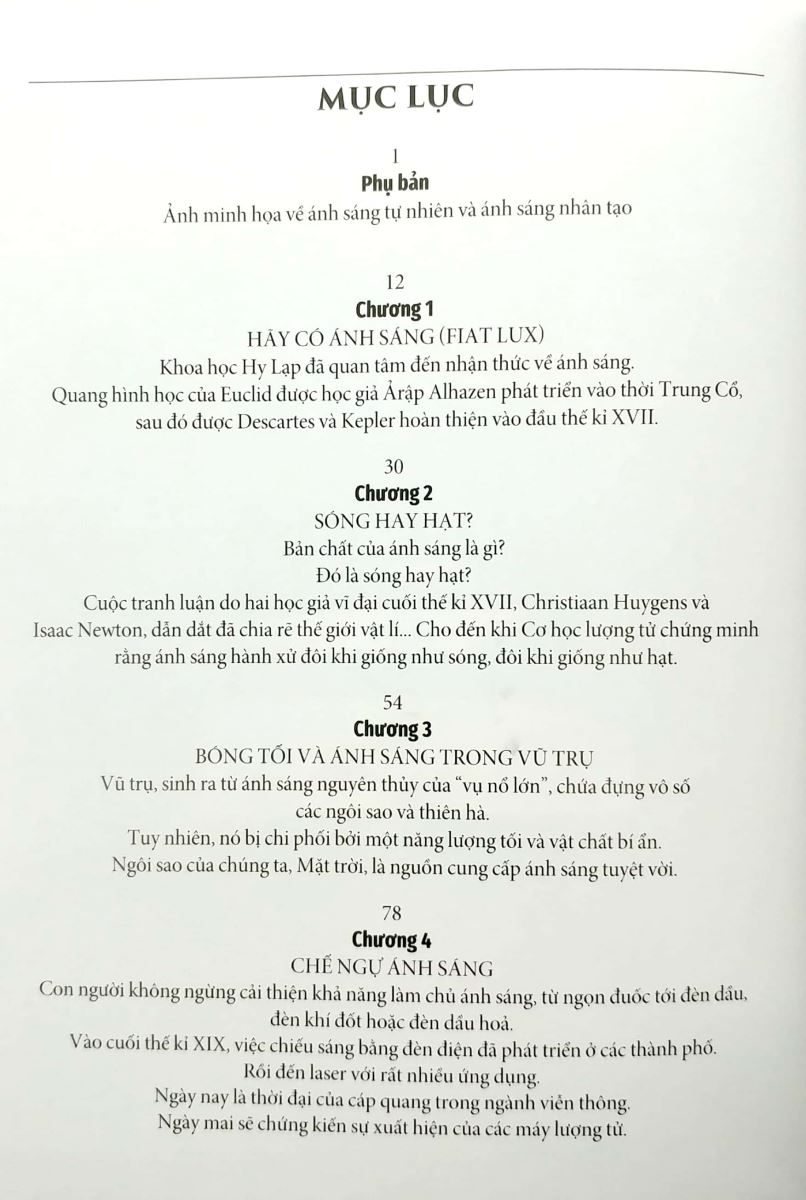 MỤC LỤC
1
Phụ bản
Ảnh minh họa về ánh sáng tự nhiên và ánh sáng nhân tạo
12
Chương 1
HÃY CÓ ÁNH SÁNG (FIAT LUX)
Khoa học Hy Lạp đã quan tâm đến nhận thức về ánh sáng.
Quang hình học của Euclid được học giả Ảrập Alhazen phát triển vào thời Trung Cổ,
sau đó được Descartes và Kepler hoàn thiện vào đầu thế kỉ XVII.
30
Chương 2
SÓNG HAY HẠT?
Bản chất của ánh sáng là gì?
Đó là sóng hay hạt?
Cuộc tranh luận do hai học giả vĩ đại cuối thế kỉ XVII, Christiaan Huygens và
Isaac Newton, dẫn dắt đã chia rẽ thế giới vật lí... Cho đến khi Cơ học lượng tử chứng minh
rằng ánh sáng hành xử đôi khi giống như sóng, đôi khi giống như hạt.
54
Chương 3
BÓNG TỐI VÀ ÁNH SÁNG TRONG VŨ TRỤ
Vũ trụ, sinh ra từ ánh sáng nguyên thủy của “vụ nổ lớn”, chứa đựng vô số
các ngôi sao và thiên hà.
Tuy nhiên, nó bị chi phối bởi một năng lượng tối và vật chất bí ẩn.
Ngôi sao của chúng ta, Mặt trời, là nguồn cung cấp ánh sáng tuyệt vời.
78
Chương 4
CHẾ NGỰ ÁNH SÁNG
Con người không ngừng cải thiện khả năng làm chủ ánh sáng, từ ngọn đuốc tới đèn dầu,
đèn khí đốt hoặc đèn dầu hoả.
Vào cuối thế kỉ XIX, việc chiếu sáng bằng đèn điện đã phát triển ở các thành phố.
Rồi đến laser với rất nhiều ứng dụng.
Ngày nay là thời đại của cáp quang trong ngành viễn thông.
Ngày mai sẽ chứng kiến sự xuất hiện của các máy lượng tử.